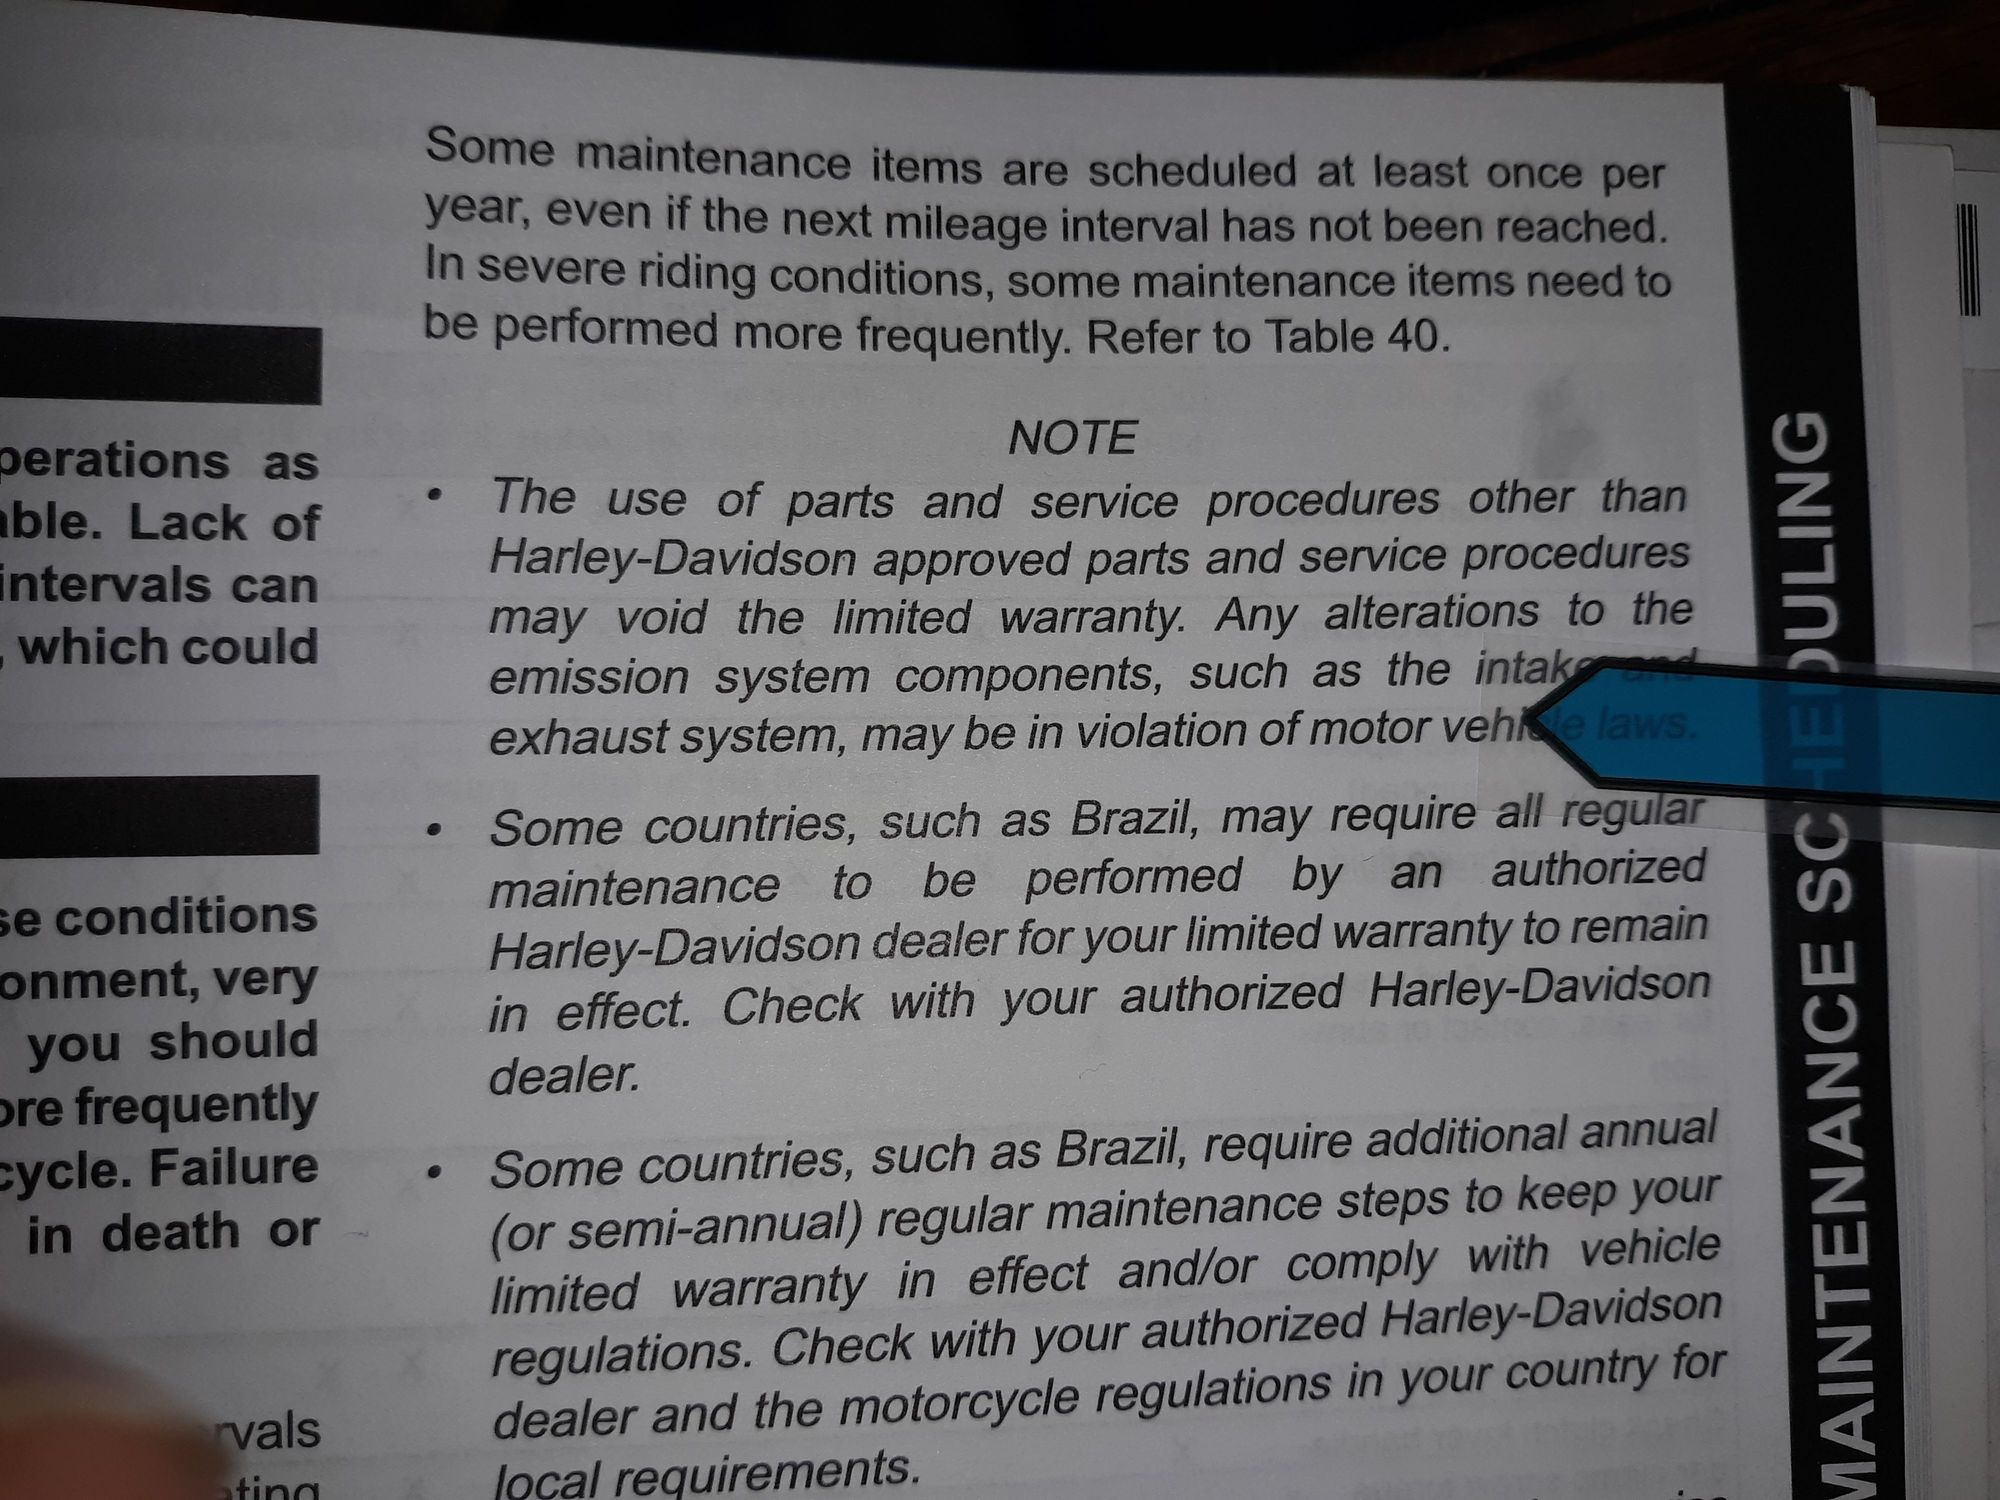 perations as
able. Lack of
intervals can
, which could
se conditions
onment, very
you should
ore frequently
cycle. Failure
in death or
rvals
ating
Some maintenance items are scheduled at least once per
year, even if the next mileage interval has not been reached.
In severe riding conditions, some maintenance items need to
be performed more frequently. Refer to Table 40.
NOTE
• The use of parts and service procedures other than
Harley-Davidson approved parts and service procedures
may void the limited warranty. Any alterations to the
emission system components, such as the intake and
exhaust system, may be in violation of motor vehicle laws.
• Some countries, such as Brazil, may require all regular
maintenance to be performed by an authorized
Harley-Davidson dealer for your limited warranty to remain
in effect. Check with your authorized Harley-Davidson
dealer.
• Some countries, such as Brazil, require additional annual
(or semi-annual) regular maintenance steps to keep your
limited warranty in effect and/or comply with vehicle
regulations. Check with your authorized Harley-Davidson
dealer and the motorcycle regulations in your country for
local requirements.
MAINTENANCE SCHEDULING